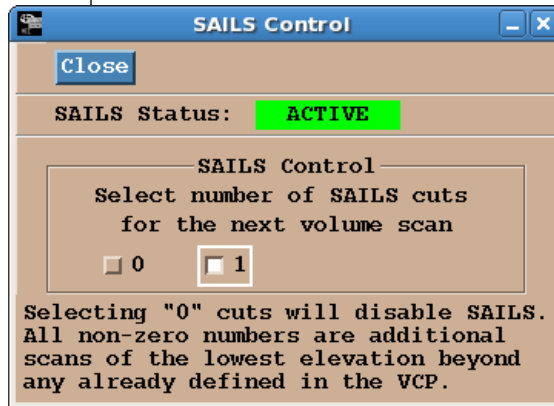 SAILS Control
Close
SAILS Status: ACTIVE
SAILS Control
Select number of SAILS cuts
for the next volume scan
0 1
Selecting "0" cuts will disable SAILS.
All non-zero numbers are additional
scans of the lowest elevation beyond
any already defined in the VCP.